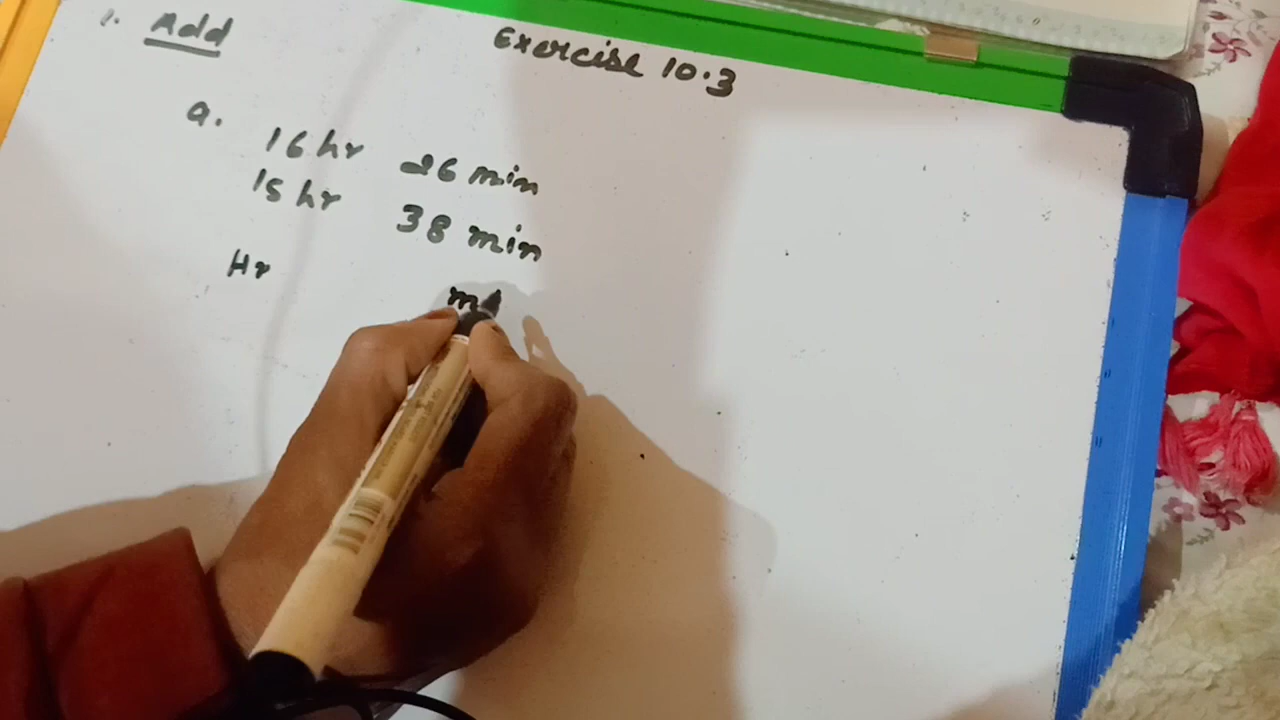 1. Add
Exercise 10.3
a. 16 hr 26 min
15 hr 38 min
Hr